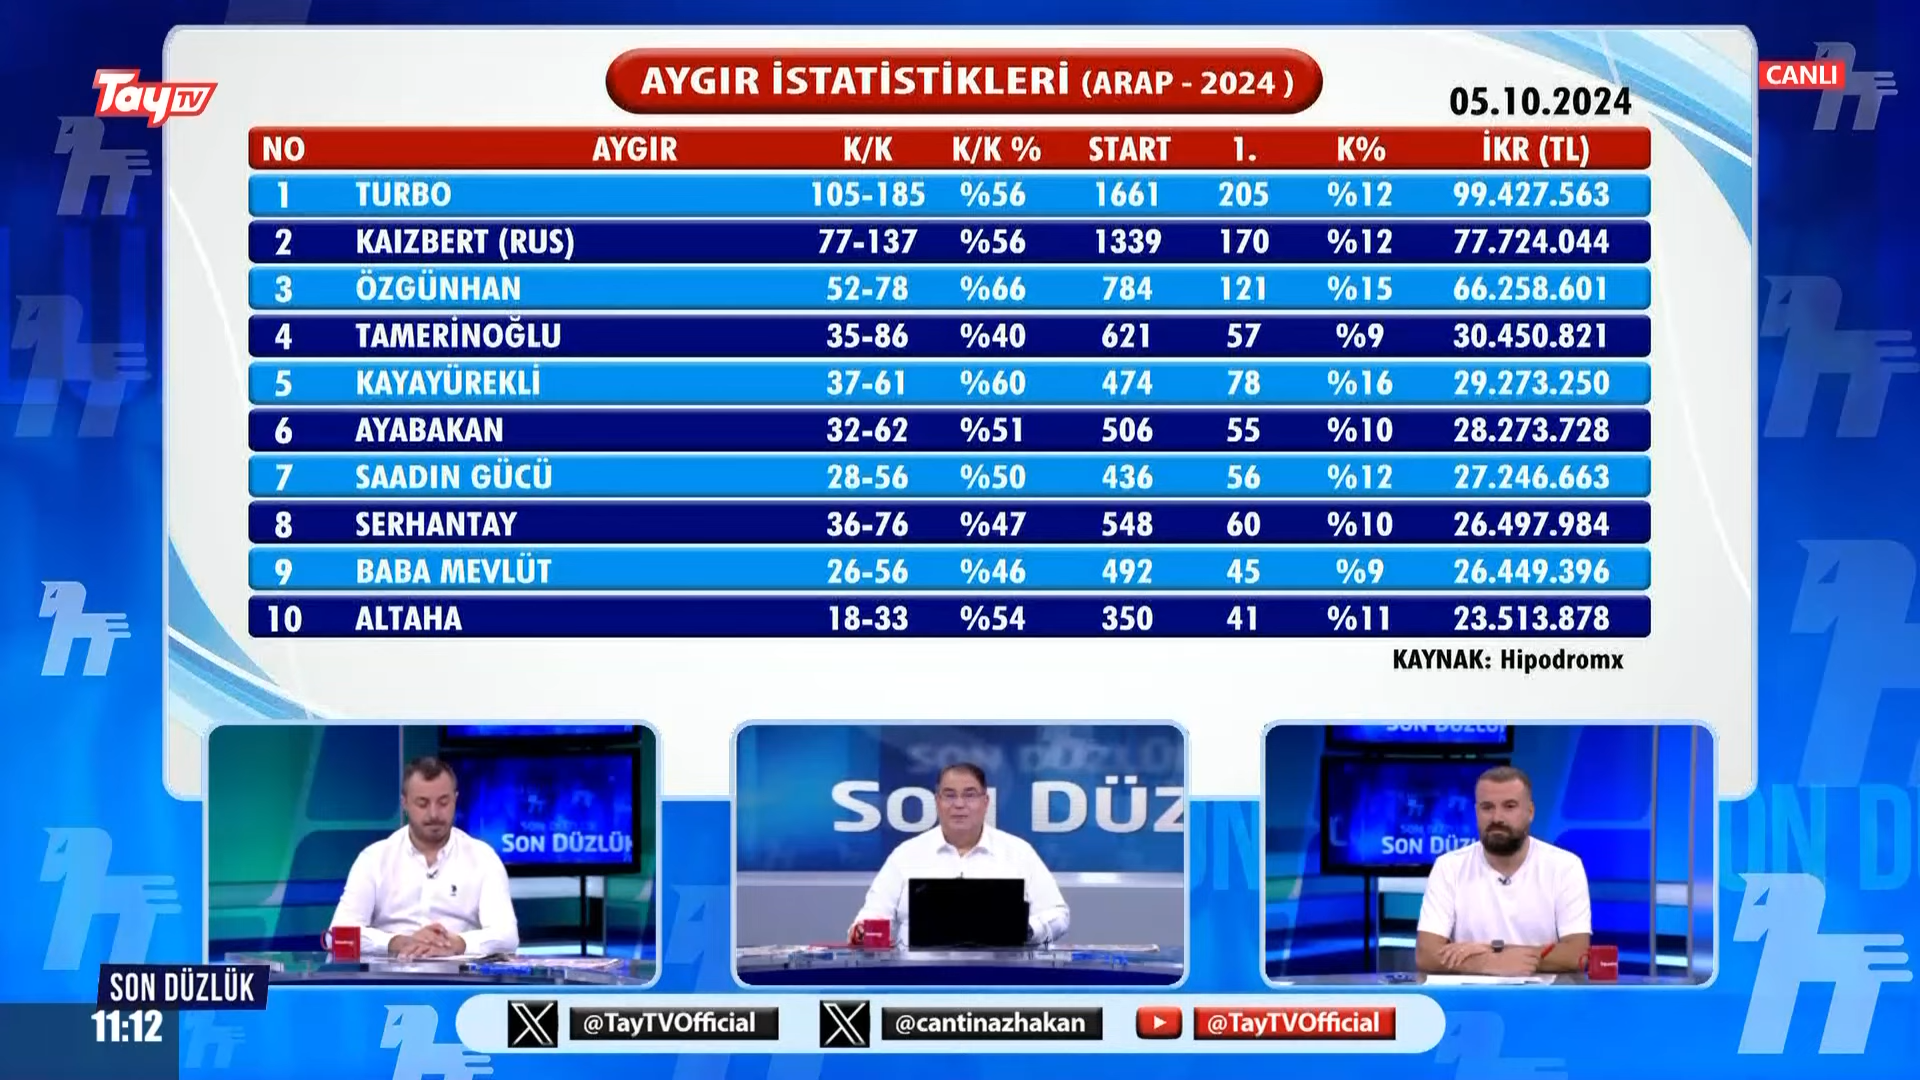 AYGIR İSTATİSTİKLERİ (ARAP - 2024 )
TayTV
CANLI
05.10.2024
NO AYGIR K/K K/K % START 1. K% İKR (TL)
1 TURBO 105-185 %56 1661 205 %12 99.427.563
2 KAIZBERT (RUS) 77-137 %56 1339 170 %12 77.724.044
3 ÖZGÜNHAN 52-78 %66 784 121 %15 66.258.601
4 TAMERİNOĞLU 35-86 %40 621 57 %9 30.450.821
5 KAYAYÜREKLİ 37-61 %60 474 78 %16 29.273.250
6 AYABAKAN 32-62 %51 506 55 %10 28.273.728
7 SAADIN GÜCÜ 28-56 %50 436 56 %12 27.246.663
8 SERHANTAY 36-76 %47 548 60 %10 26.497.984
9 BABA MEVLÜT 26-56 %46 492 45 %9 26.449.396
10 ALTAHA 18-33 %54 350 41 %11 23.513.878
KAYNAK: Hipodromx
SON DÜZLÜ
SON DÜZLÜ
SON DÜZ
SON DÜZLÜK
SON DÜZ
SON DÜZLÜK
11:12
@TayTVOfficial
@cantinazhakan
@TayTVOfficial